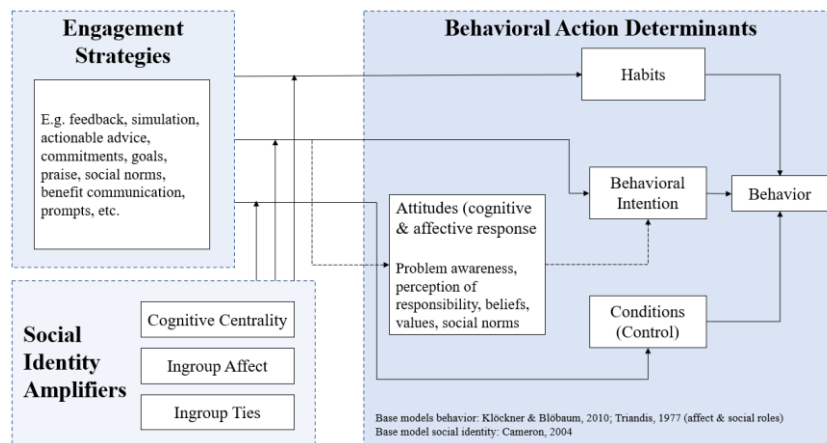 Engagement
Strategies
E.g. feedback, simulation,
actionable advice,
commitments, goals,
praise, social norms,
benefit communication,
prompts, etc.
Social
Identity
Amplifiers
Cognitive Centrality
Ingroup Affect
Ingroup Ties
Behavioral Action Determinants
Habits
Attitudes (cognitive
& affective response
Problem awareness,
perception of
responsibility, beliefs,
values, social norms
Behavioral
Intention
Behavior
Conditions
(Control)
Base models behavior: Klöckner & Blöbaum, 2010; Triandis, 1977 (affect & social roles)
Base model social identity: Cameron, 2004